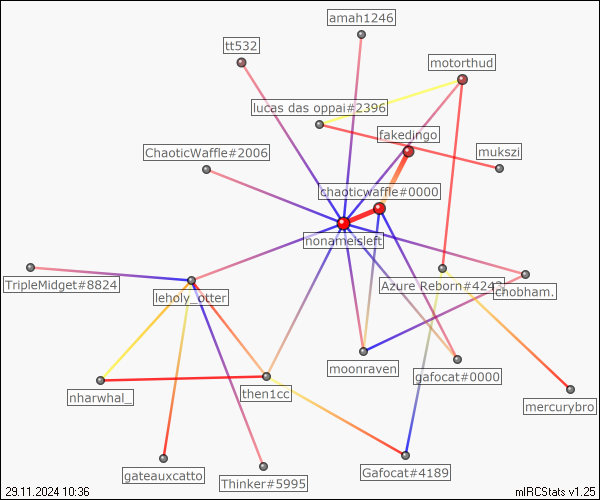 amah1246
tt532
motorthud
lucas das oppai#2396
fakedingo
ChaoticWaffle#2006
mukszi
chaoticwaffle#0000
nonameisleft
TripleMidget#8824
leholy_otter
Azure Reborn#4243
chobham.
moonraven
gafocat#0000
nharwhal_
then1cc
mercurybro
gateauxcatto
Thinker#5995
Gafocat#4189
29.11.2024 10:36
mIRCStats v1.25